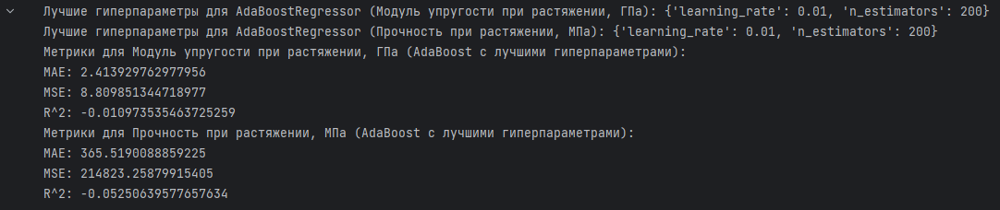 Лучшие гиперпараметры для AdaBoostRegressor (Модуль упругости при растяжении, ГПа): {'learning_rate': 0.01, 'n_estimators': 200}
Лучшие гиперпараметры для AdaBoostRegressor (Прочность при растяжении, МПа): {'learning_rate': 0.01, 'n_estimators': 200}
Метрики для Модуль упругости при растяжении, ГПа (AdaBoost с лучшими гиперпараметрами):
MAE: 2.413929762977956
MSE: 8.809851344718977
R^2: -0.010973535463725259
Метрики для Прочность при растяжении, МПа (AdaBoost с лучшими гиперпараметрами):
MAE: 365.5190088859225
MSE: 214823.25879915405
R^2: -0.05250639577657634